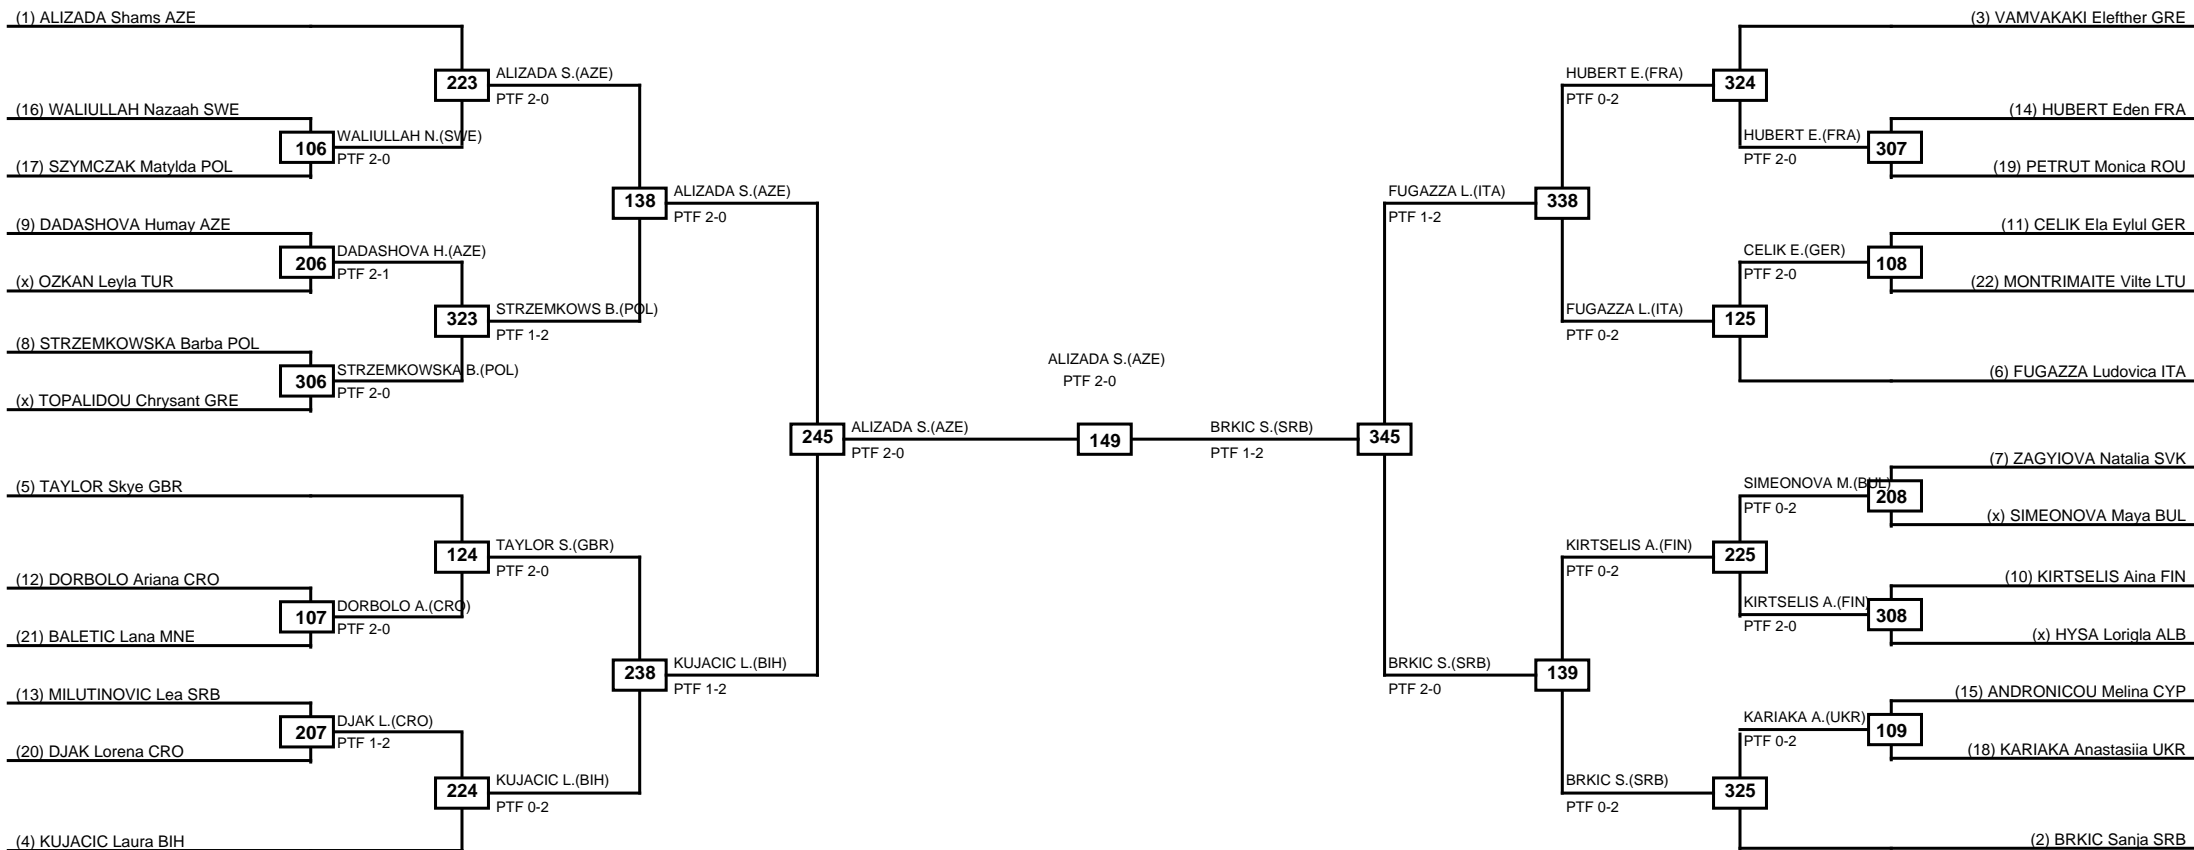 (1) ALIZADA Shams AZE
(16) WALIULLAH Nazaah SWE
(17) SZYMCZAK Matylda POL
(9) DADASHOVA Humay AZE
(x) OZKAN Leyla TUR
(8) STRZEMKOWSKA Barba POL
(x) TOPALIDOU Chrysant GRE
(5) TAYLOR Skye GBR
(12) DORBOLO Ariana CRO
(21) BALETIC Lana MNE
(13) MILUTINOVIC Lea SRB
(20) DJAK Lorena CRO
(4) KUJACIC Laura BIH
106
WALIULLAH N.(SWE)
PTF 2-0
206
DADASHOVA H.(AZE)
PTF 2-1
306
STRZEMKOWSKA B.(POL)
PTF 2-0
107
DORBOLO A.(CRO)
PTF 2-0
207
DJAK L.(CRO)
PTF 1-2
223
ALIZADA S.(AZE)
PTF 2-0
323
STRZEMKOWS B.(POL)
PTF 1-2
124
TAYLOR S.(GBR)
PTF 2-0
224
KUJACIC L.(BIH)
PTF 0-2
138
ALIZADA S.(AZE)
PTF 2-0
238
KUJACIC L.(BIH)
PTF 1-2
245
ALIZADA S.(AZE)
PTF 2-0
ALIZADA S.(AZE)
PTF 2-0
149
BRKIC S.(SRB)
PTF 1-2
345
FUGAZZA L.(ITA)
PTF 1-2
338
BRKIC S.(SRB)
PTF 2-0
139
HUBERT E.(FRA)
PTF 0-2
324
FUGAZZA L.(ITA)
PTF 0-2
125
KIRTSELIS A.(FIN)
PTF 0-2
225
BRKIC S.(SRB)
PTF 0-2
325
HUBERT E.(FRA)
PTF 2-0
307
CELIK E.(GER)
PTF 2-0
108
SIMEONOVA M.(BUL)
PTF 0-2
208
KIRTSELIS A.(FIN)
PTF 2-0
308
KARIAKA A.(UKR)
PTF 0-2
109
(3) VAMVAKAKI Elefther GRE
(14) HUBERT Eden FRA
(19) PETRUT Monica ROU
(11) CELIK Ela Eylul GER
(22) MONTRIMAITE Vilte LTU
(6) FUGAZZA Ludovica ITA
(7) ZAGYIOVA Natalia SVK
(x) SIMEONOVA Maya BUL
(10) KIRTSELIS Aina FIN
(x) HYSA Lorigla ALB
(15) ANDRONICOU Melina CYP
(18) KARIAKA Anastasiia UKR
(2) BRKIC Sanja SRB